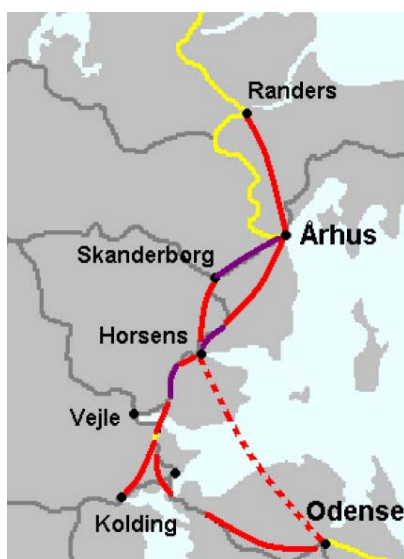 Randers
Århus
Skanderborg
Horsens
Vejle
Kolding
Odense